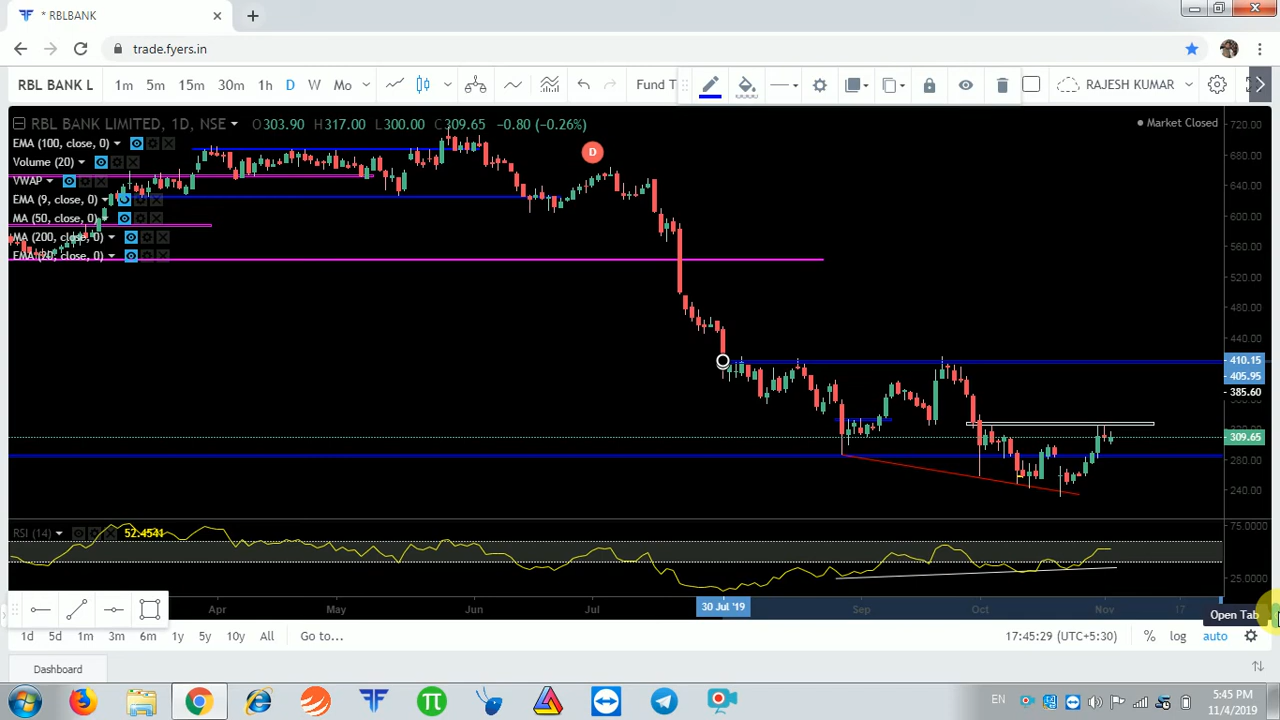 * RBLBANK
trade.fyers.in
RBL BANK L 1m 5m 15m 30m 1h D W Mo Fund T RAJESH KUMAR
RBL BANK LIMITED, 1D, NSE O303.90 H317.00 L300.00 C309.65 −0.80 (−0.26%) Market Closed
EMA (100, close, 0)
Volume (20)
VWAP
EMA (9, close, 0)
MA (50, close, 0)
MA (200, close, 0)
EMA (20, close, 0)
D
720.00
680.00
640.00
600.00
560.00
520.00
480.00
440.00
410.15
405.95
385.60
309.65
280.00
240.00
RSI (14) 52.4541
75.0000
25.0000
Apr May Jun Jul 30 Jul '19 Sep Oct Nov 17
Open Tab
1d 5d 1m 3m 6m 1y 5y 10y All Go to... 17:45:29 (UTC+5:30) % log auto
Dashboard
EN 5:45 PM
11/4/2019